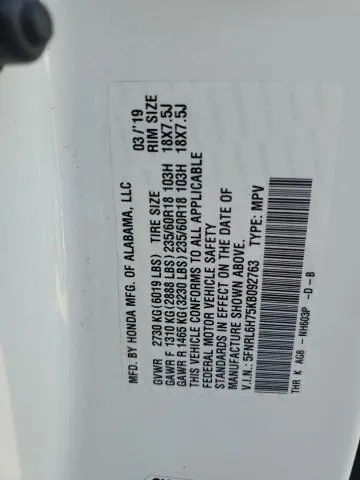 MFD. BY HONDA MFG. OF ALABAMA, LLC 03/'19
TIRE SIZE RIM SIZE
GVWR 2730 KG(6019 LBS)
GAWR F 1310 KG(2888 LBS) 235/60R18 103H 18X7.5J
GAWR R 1465 KG(3230 LBS) 235/60R18 103H 18X7.5J
THIS VEHICLE CONFORMS TO ALL APPLICABLE
FEDERAL MOTOR VEHICLE SAFETY
STANDARDS IN EFFECT ON THE DATE OF
MANUFACTURE SHOWN ABOVE.
V.I.N.: 5FNRL6H75KB092763 TYPE: MPV
THR K AG8 - NH603P -D -B